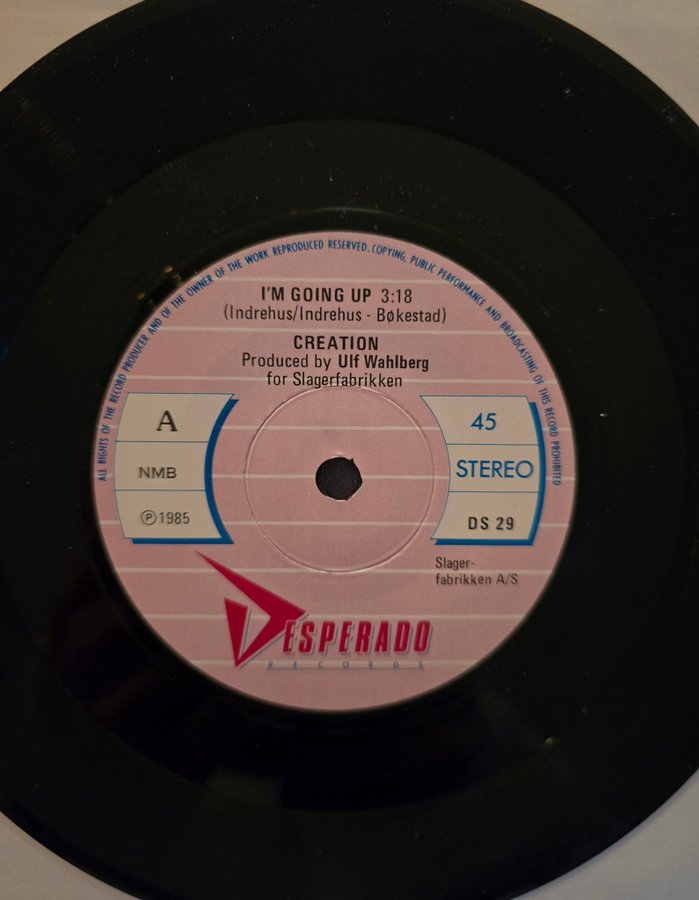 ALL RIGHTS OF THE RECORD PRODUCER AND OF THE OWNER OF THE WORK REPRODUCED RESERVED. COPYING, PUBLIC PERFORMANCE AND BROADCASTING OF THIS RECORD PROHIBITED
I'M GOING UP 3:18
(Indrehus/Indrehus - Bøkestad)
CREATION
Produced by Ulf Wahlberg
for Slagerfabrikken
A
NMB
Ⓟ1985
45
STEREO
DS 29
Slager-
fabrikken A/S
DESPERADO
RECORDS